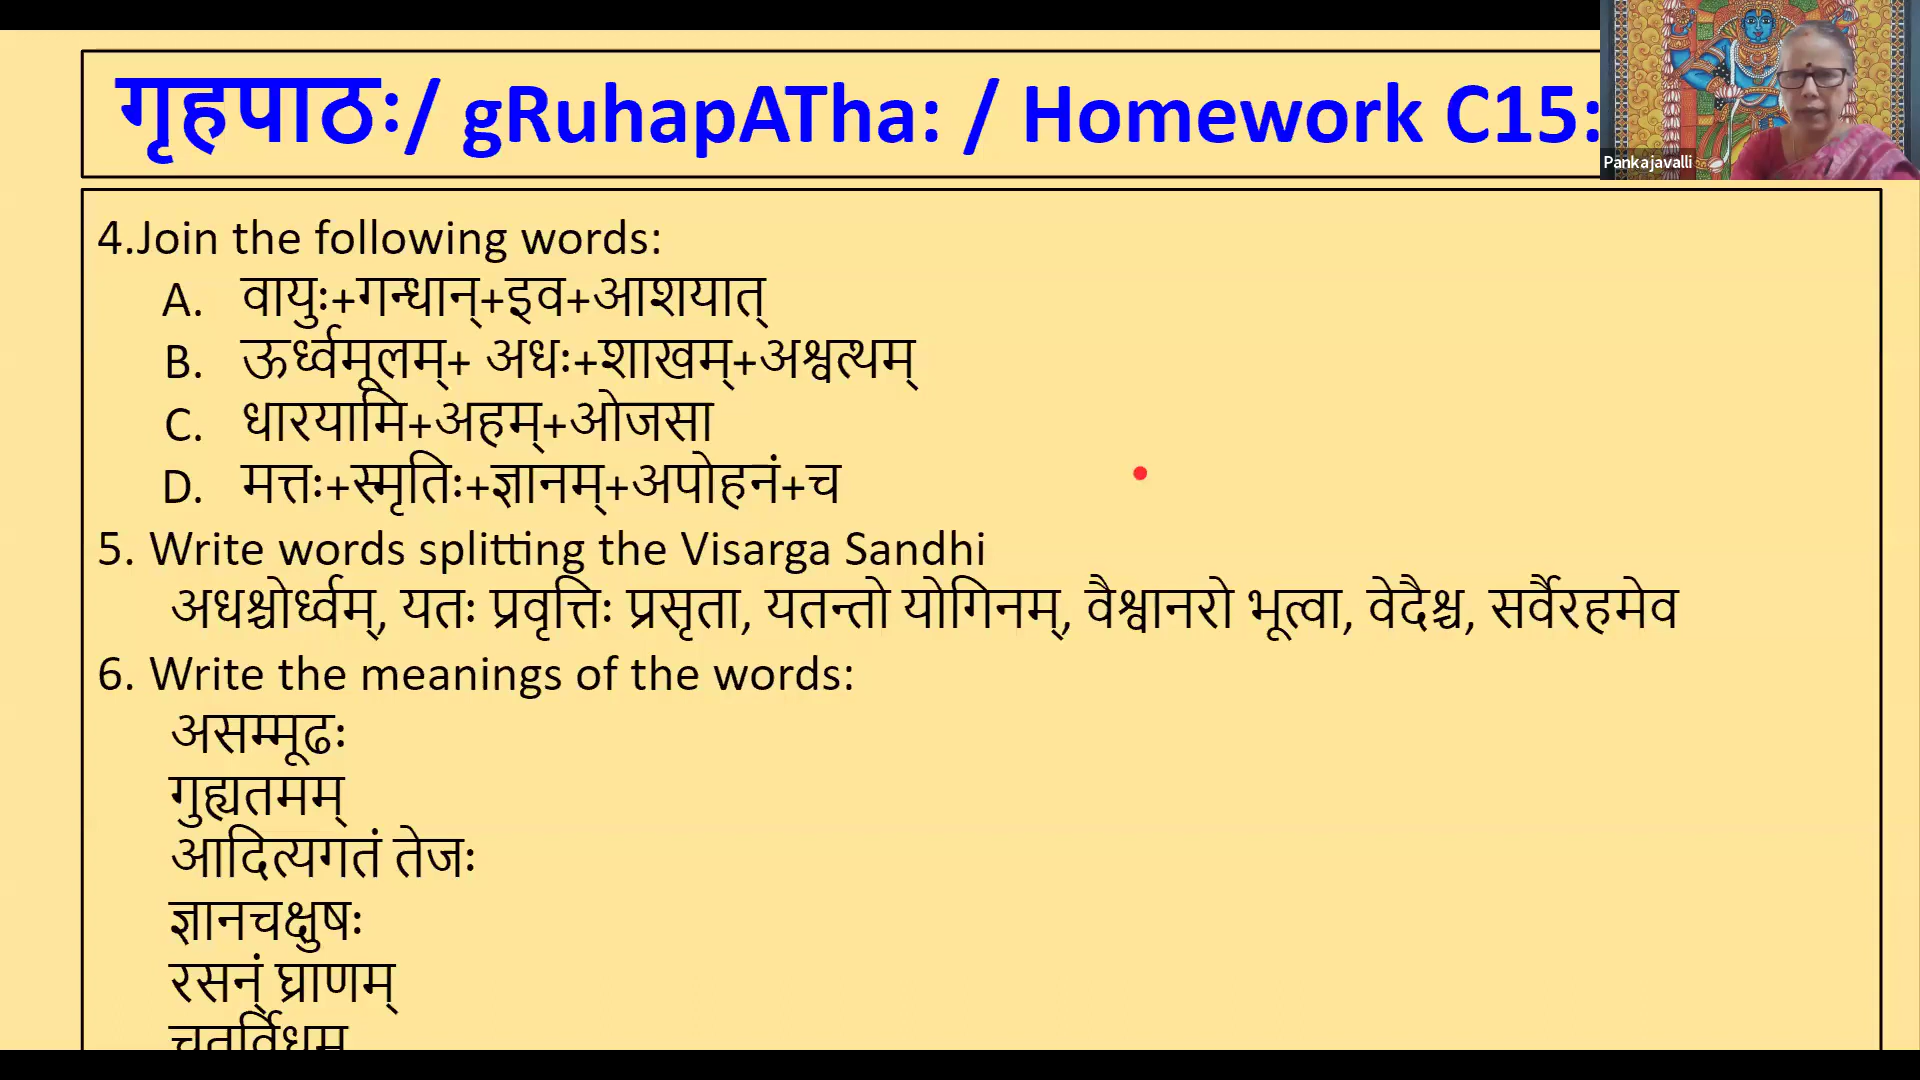 गृहपाठः/ gRuhapATha: / Homework C15:
Pankajavalli
4.Join the following words:
A. वायुः+गन्धान्+इव+आशयात्
B. ऊर्ध्वमूलम्+ अधः+शाखम्+अश्वत्थम्
C. धारयामि+अहम्+ओजसा
D. मत्तः+स्मृतिः+ज्ञानम्+अपोहनं+च
5. Write words splitting the Visarga Sandhi
अधश्चोर्ध्वम्, यतः प्रवृत्तिः प्रसृता, यतन्तो योगिनम्, वैश्वानरो भूत्वा, वेदैश्च, सर्वैरहमेव
6. Write the meanings of the words:
असम्मूढः
गुह्यतमम्
आदित्यगतं तेजः
ज्ञानचक्षुषः
रसनं् घ्राणम्
चतुर्विधम्